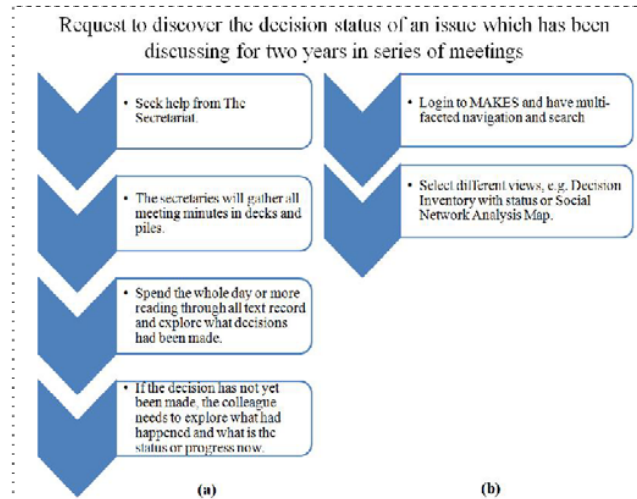 Request to discover the decision status of an issue which has been
discussing for two years in series of meetings
• Seek help from The
Secretariat.
• The secretaries will gather all
meeting minutes in decks and
piles.
• Spend the whole day or more
reading through all text record
and explore what decisions
had been made.
• If the decision has not yet
been made, the colleague
needs to explore what had
happened and what is the
status or progress now.
(a)
• Login to MAKES and have multi-
faceted navigation and search
• Select different views, e.g. Decision
Inventory with status or Social
Network Analysis Map.
(b)